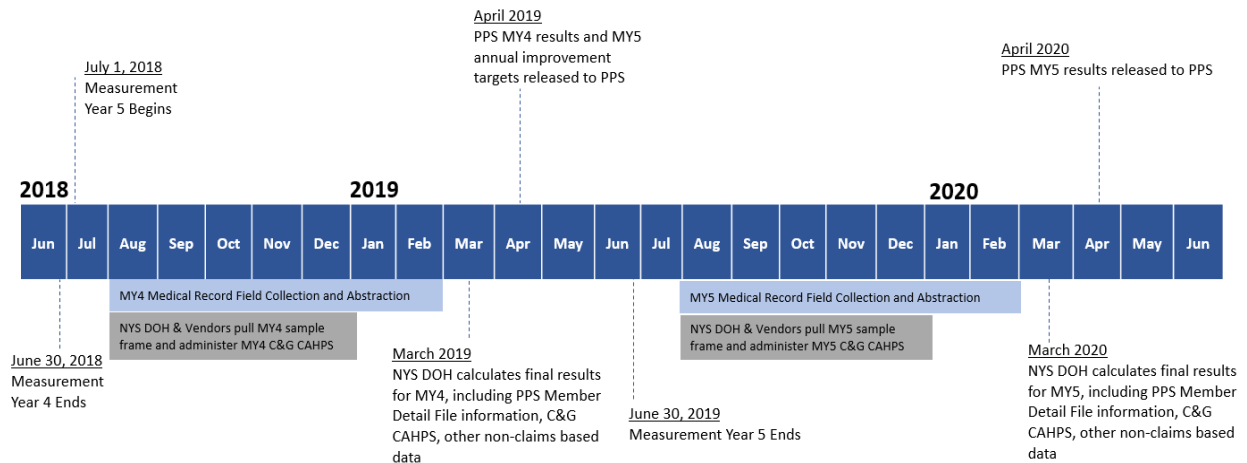 April 2019
PPS MY4 results and MY5
annual improvement
targets released to PPS
April 2020
PPS MY5 results released to PPS
July 1, 2018
Measurement
Year 5 Begins
2018
2019
2020
Jun Jul Aug Sep Oct Nov Dec Jan Feb Mar Apr May Jun Jul Aug Sep Oct Nov Dec Jan Feb Mar Apr May Jun
MY4 Medical Record Field Collection and Abstraction
NYS DOH & Vendors pull MY4 sample
frame and administer MY4 C&G CAHPS
MY5 Medical Record Field Collection and Abstraction
NYS DOH & Vendors pull MY5 sample
frame and administer MY5 C&G CAHPS
June 30, 2018
Measurement
Year 4 Ends
March 2019
NYS DOH calculates final results
for MY4, including PPS Member
Detail File information, C&G
CAHPS, other non-claims based
data
June 30, 2019
Measurement Year 5 Ends
March 2020
NYS DOH calculates final results
for MY5, including PPS Member
Detail File information, C&G
CAHPS, other non-claims based
data